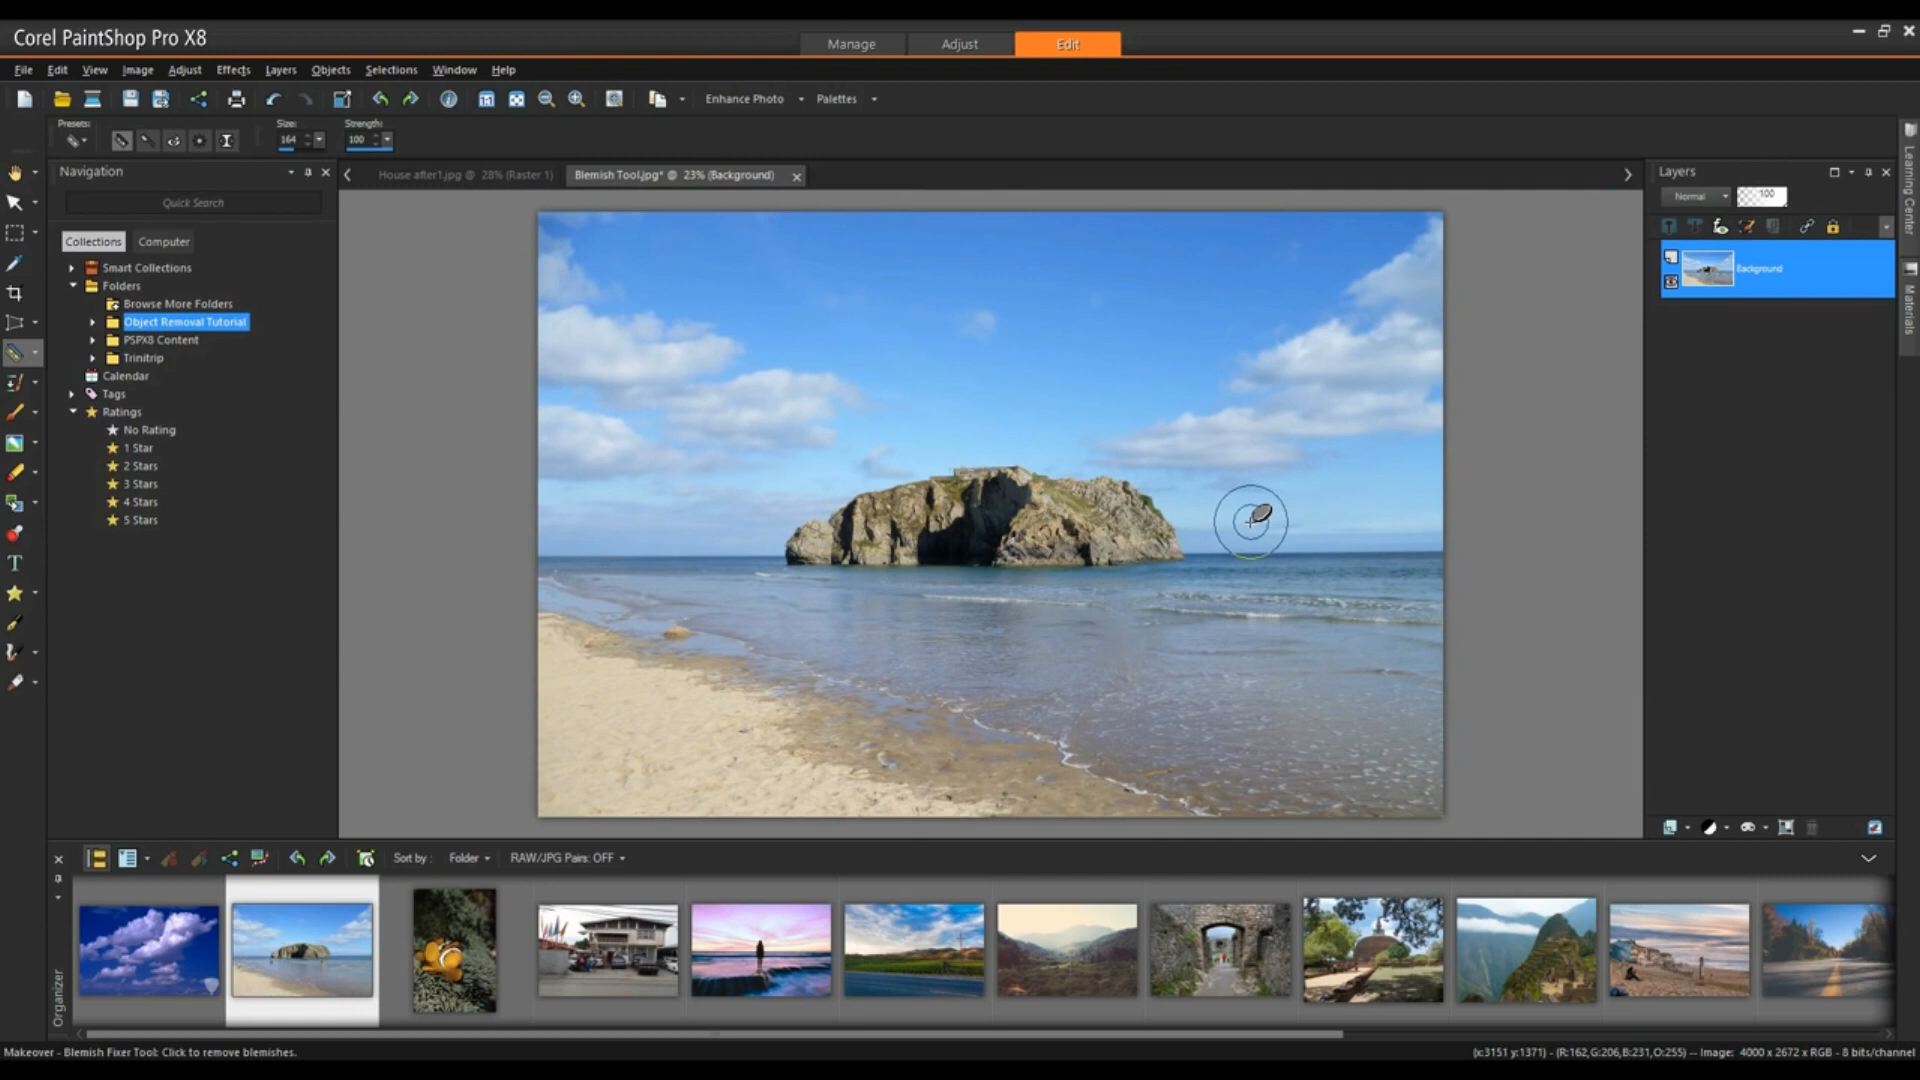 Corel PaintShop Pro X8
Manage Adjust Edit
File Edit View Image Adjust Effects Layers Objects Selections Window Help
Enhance Photo Palettes
Presets: Size: Strength:
164 100
Navigation
Quick Search
Collections Computer
Smart Collections
Folders
Browse More Folders
Object Removal Tutorial
PSPX8 Content
Trinitrip
Calendar
Tags
Ratings
No Rating
1 Star
2 Stars
3 Stars
4 Stars
5 Stars
House after1.jpg @ 28% (Raster 1)
Blemish Tool.jpg* @ 23% (Background)
Layers
Normal 100
Background
Learning Center
Materials
Sort by : Folder RAW/JPG Pairs: OFF
Organizer
Makeover - Blemish Fixer Tool: Click to remove blemishes.
(x:3151 y:1371) - (R:162,G:206,B:231,O:255) -- Image: 4000 x 2672 x RGB - 8 bits/channel